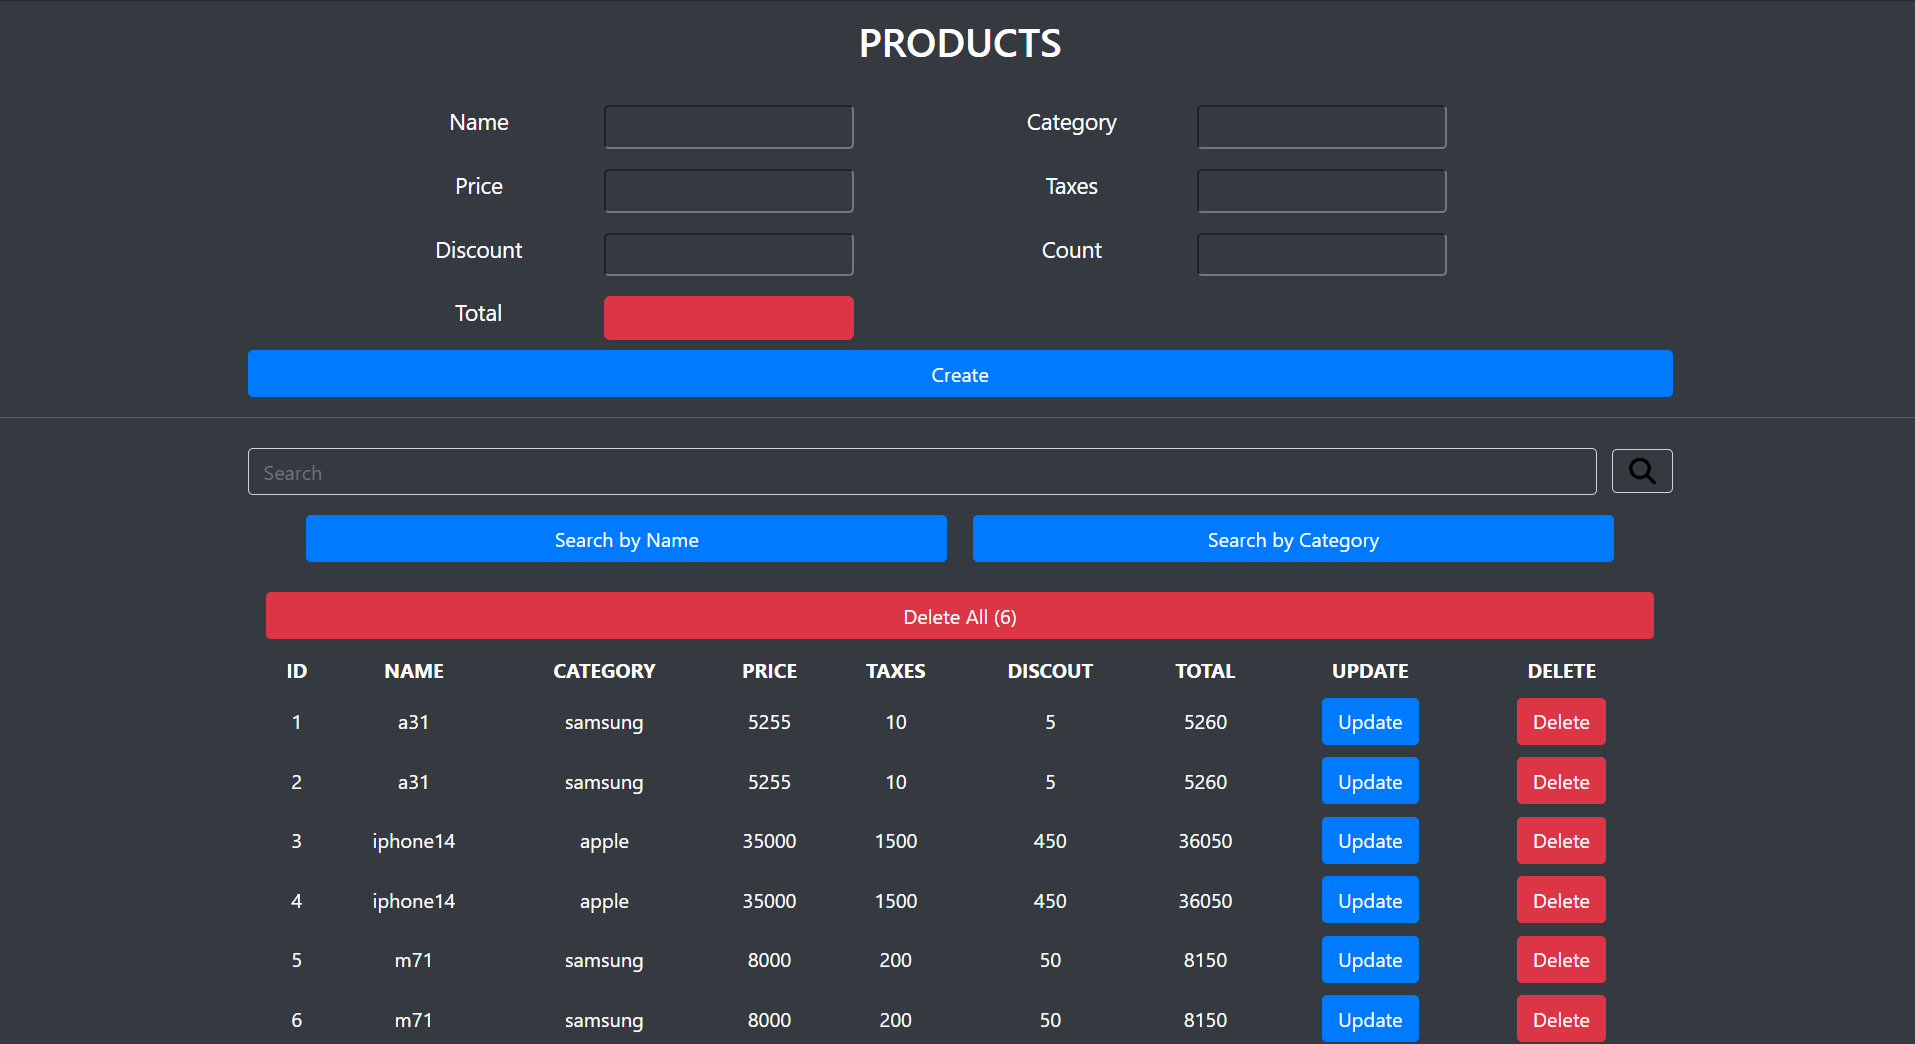 PRODUCTS
Name Category
Price Taxes
Discount Count
Total
Create
Search
Search by Name Search by Category
Delete All (6)
ID NAME CATEGORY PRICE TAXES DISCOUT TOTAL UPDATE DELETE
1 a31 samsung 5255 10 5 5260 Update Delete
2 a31 samsung 5255 10 5 5260 Update Delete
3 iphone14 apple 35000 1500 450 36050 Update Delete
4 iphone14 apple 35000 1500 450 36050 Update Delete
5 m71 samsung 8000 200 50 8150 Update Delete
6 m71 samsung 8000 200 50 8150 Update Delete